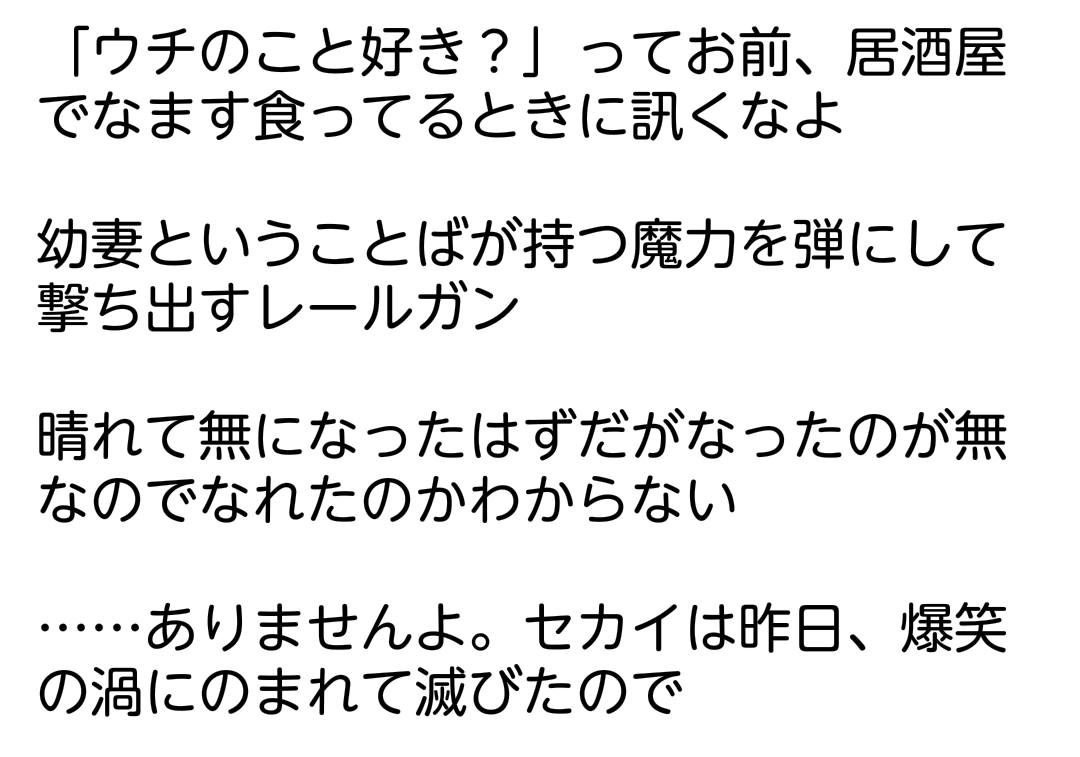 「ウチのこと好き？」ってお前、居酒屋
でなます食ってるときに訊くなよ
幼妻ということばが持つ魔力を弾にして
撃ち出すレールガン
晴れて無になったはずだがなったのが無
なのでなれたのかわからない
……ありませんよ。セカイは昨日、爆笑
の渦にのまれて滅びたので